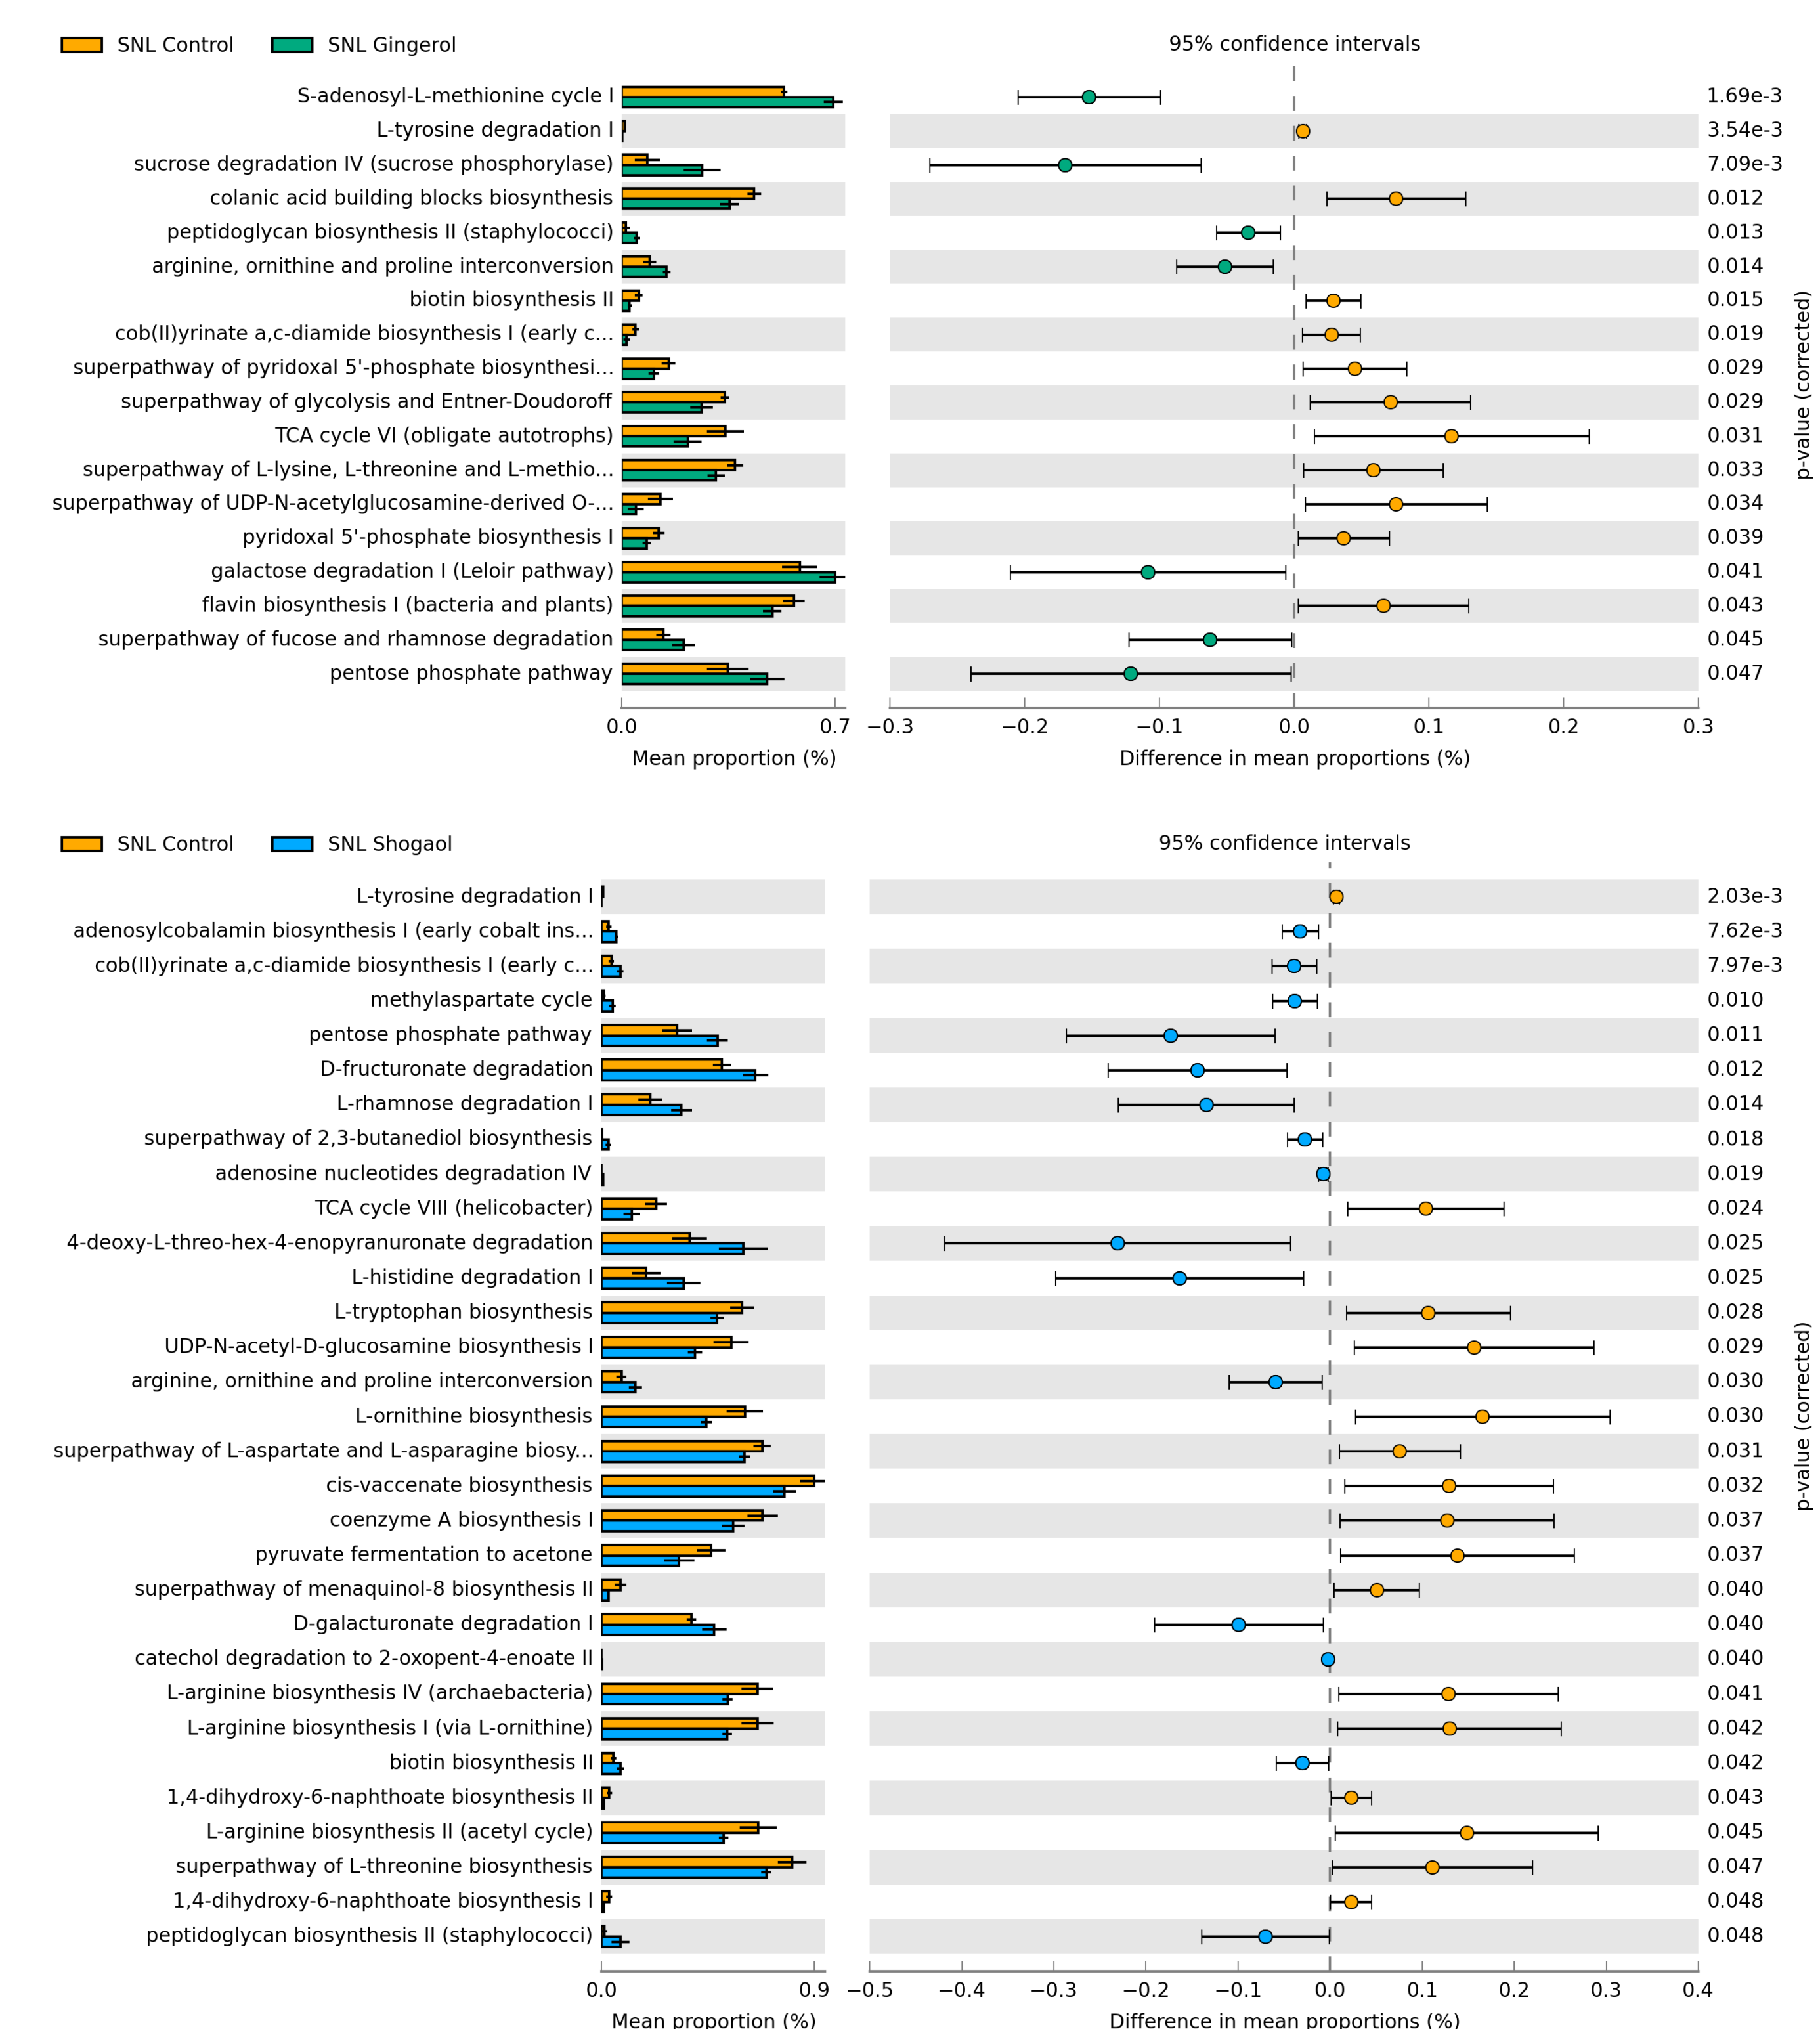 SNL Control SNL Gingerol 95% confidence intervals
S-adenosyl-L-methionine cycle I 1.69e-3
L-tyrosine degradation I 3.54e-3
sucrose degradation IV (sucrose phosphorylase) 7.09e-3
colanic acid building blocks biosynthesis 0.012
peptidoglycan biosynthesis II (staphylococci) 0.013
arginine, ornithine and proline interconversion 0.014
biotin biosynthesis II 0.015
cob(II)yrinate a,c-diamide biosynthesis I (early c... 0.019
superpathway of pyridoxal 5'-phosphate biosynthesi... 0.029
superpathway of glycolysis and Entner-Doudoroff 0.029
TCA cycle VI (obligate autotrophs) 0.031
superpathway of L-lysine, L-threonine and L-methio... 0.033
superpathway of UDP-N-acetylglucosamine-derived O-... 0.034
pyridoxal 5'-phosphate biosynthesis I 0.039
galactose degradation I (Leloir pathway) 0.041
flavin biosynthesis I (bacteria and plants) 0.043
superpathway of fucose and rhamnose degradation 0.045
pentose phosphate pathway 0.047
p-value (corrected)
0.0 0.7 −0.3 −0.2 −0.1 0.0 0.1 0.2 0.3
Mean proportion (%) Difference in mean proportions (%)
SNL Control SNL Shogaol 95% confidence intervals
L-tyrosine degradation I 2.03e-3
adenosylcobalamin biosynthesis I (early cobalt ins... 7.62e-3
cob(II)yrinate a,c-diamide biosynthesis I (early c... 7.97e-3
methylaspartate cycle 0.010
pentose phosphate pathway 0.011
D-fructuronate degradation 0.012
L-rhamnose degradation I 0.014
superpathway of 2,3-butanediol biosynthesis 0.018
adenosine nucleotides degradation IV 0.019
TCA cycle VIII (helicobacter) 0.024
4-deoxy-L-threo-hex-4-enopyranuronate degradation 0.025
L-histidine degradation I 0.025
L-tryptophan biosynthesis 0.028
UDP-N-acetyl-D-glucosamine biosynthesis I 0.029
arginine, ornithine and proline interconversion 0.030
L-ornithine biosynthesis 0.030
superpathway of L-aspartate and L-asparagine biosy... 0.031
cis-vaccenate biosynthesis 0.032
coenzyme A biosynthesis I 0.037
pyruvate fermentation to acetone 0.037
superpathway of menaquinol-8 biosynthesis II 0.040
D-galacturonate degradation I 0.040
catechol degradation to 2-oxopent-4-enoate II 0.040
L-arginine biosynthesis IV (archaebacteria) 0.041
L-arginine biosynthesis I (via L-ornithine) 0.042
biotin biosynthesis II 0.042
1,4-dihydroxy-6-naphthoate biosynthesis II 0.043
L-arginine biosynthesis II (acetyl cycle) 0.045
superpathway of L-threonine biosynthesis 0.047
1,4-dihydroxy-6-naphthoate biosynthesis I 0.048
peptidoglycan biosynthesis II (staphylococci) 0.048
p-value (corrected)
0.0 0.9 −0.5 −0.4 −0.3 −0.2 −0.1 0.0 0.1 0.2 0.3 0.4
Mean proportion (%) Difference in mean proportions (%)